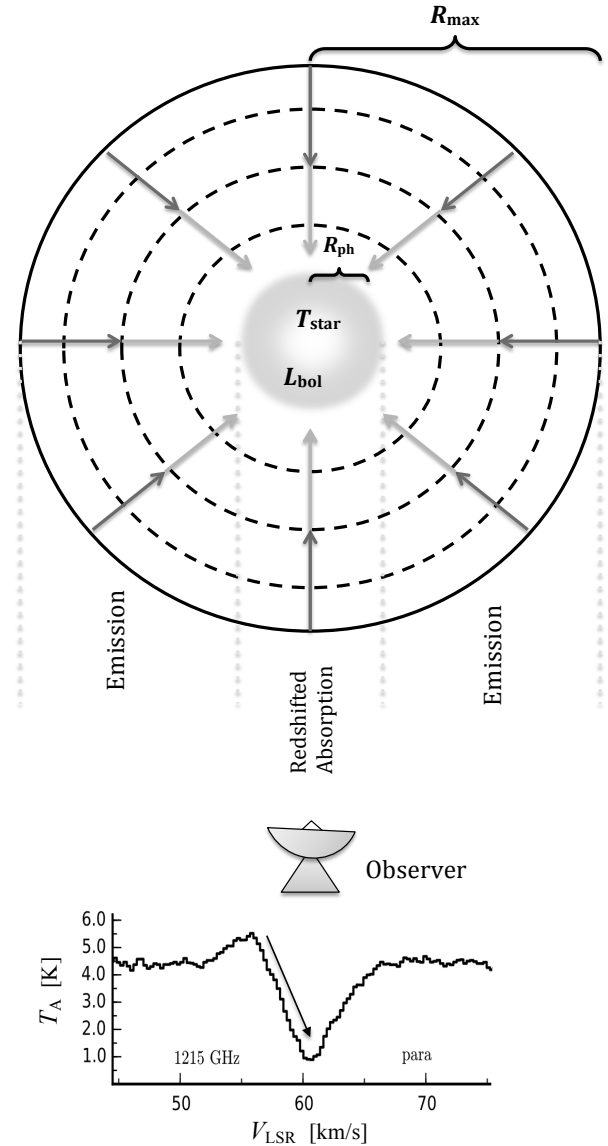 R_max
R_ph
T_star
L_bol
Emission
Redshifted
Absorption
Emission
Observer
6.0
5.0
4.0
3.0
2.0
1.0
T_A [K]
1215 GHz
para
50 60 70
V_LSR [km/s]